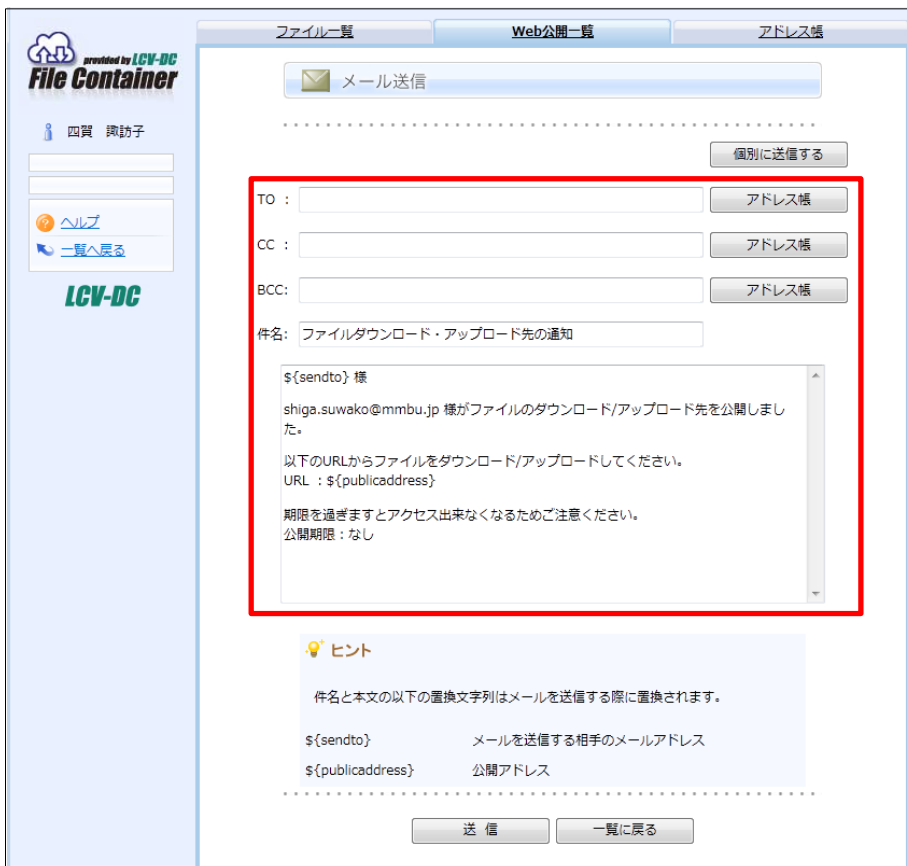 ファイル一覧
Web公開一覧
アドレス帳
provided by LCV-DC
File Container
メール送信
四賀　諏訪子
ヘルプ
一覧へ戻る
LCV-DC
個別に送信する
TO :
アドレス帳
CC :
アドレス帳
BCC:
アドレス帳
件名: ファイルダウンロード・アップロード先の通知
${sendto} 様
shiga.suwako@mmbu.jp 様がファイルのダウンロード/アップロード先を公開しまし
た。
以下のURLからファイルをダウンロード/アップロードしてください。
URL : ${publicaddress}
期限を過ぎますとアクセス出来なくなるためご注意ください。
公開期限：なし
ヒント
件名と本文の以下の置換文字列はメールを送信する際に置換されます。
${sendto} メールを送信する相手のメールアドレス
${publicaddress} 公開アドレス
送 信
一覧に戻る